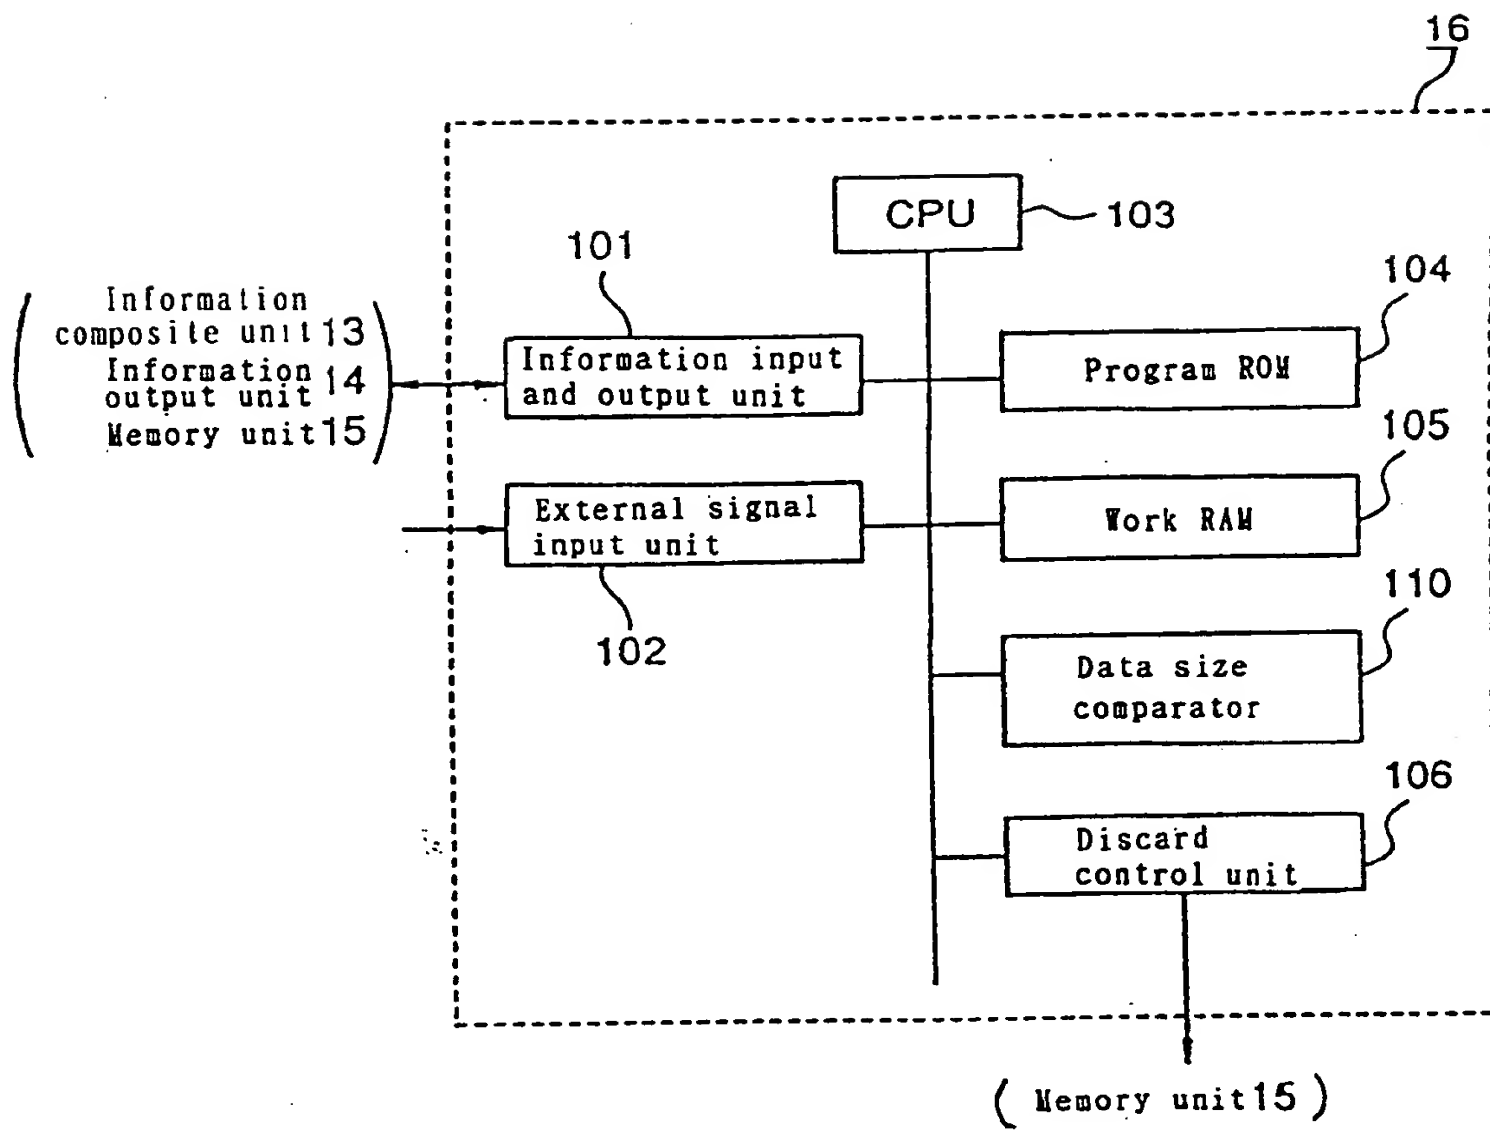 16
CPU
103
101
104
Information
composite unit 13
Information
output unit 14
Memory unit 15
Information input
and output unit
Program ROM
105
External signal
input unit
Work RAM
102
110
Data size
comparator
106
Discard
control unit
( Memory unit 15 )